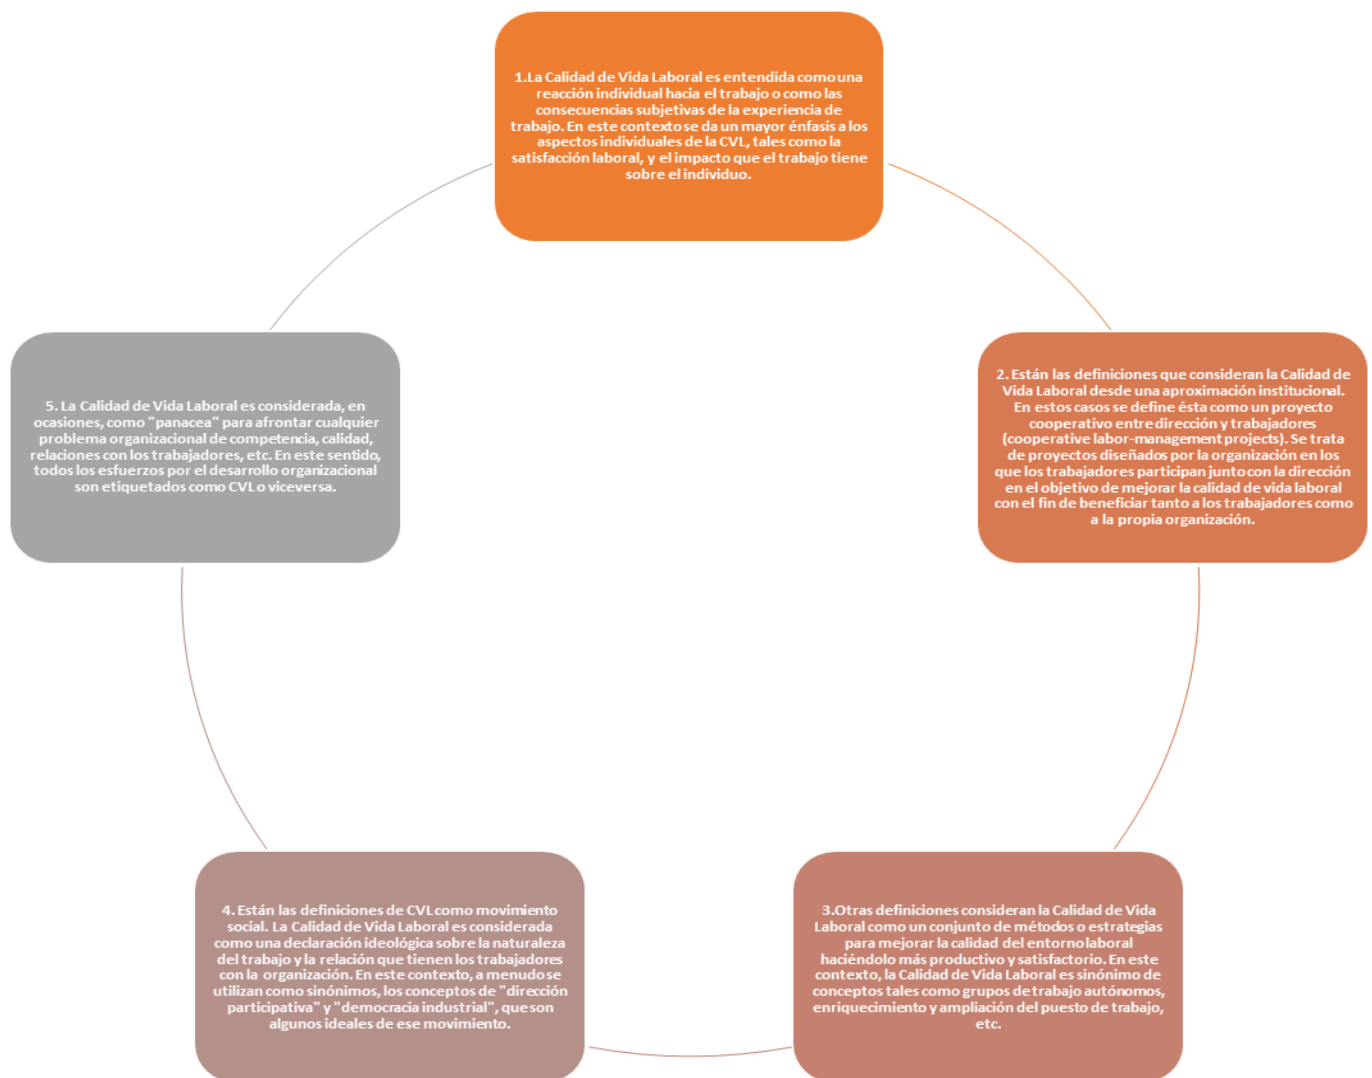 1.La Calidad de Vida Laboral es entendida como una
reacción individual hacia el trabajo o como las
consecuencias subjetivas de la experiencia de
trabajo. En este contexto se da un mayor énfasis a los
aspectos individuales de la CVL, tales como la
satisfacción laboral, y el impacto que el trabajo tiene
sobre el individuo.
2. Están las definiciones que consideran la Calidad de
Vida Laboral desde una aproximación institucional.
En estos casos se define ésta como un proyecto
cooperativo entre dirección y trabajadores
(cooperative labor-management projects). Se trata
de proyectos diseñados por la organización en los
que los trabajadores participan junto con la dirección
en el objetivo de mejorar la calidad de vida laboral
con el fin de beneficiar tanto a los trabajadores como
a la propia organización.
3.Otras definiciones consideran la Calidad de Vida
Laboral como un conjunto de métodos o estrategias
para mejorar la calidad del entorno laboral
haciéndolo más productivo y satisfactorio. En este
contexto, la Calidad de Vida Laboral es sinónimo de
conceptos tales como grupos de trabajo autónomos,
enriquecimiento y ampliación del puesto de trabajo,
etc.
4. Están las definiciones de CVL como movimiento
social. La Calidad de Vida Laboral es considerada
como una declaración ideológica sobre la naturaleza
del trabajo y la relación que tienen los trabajadores
con la organización. En este contexto, a menudo se
utilizan como sinónimos, los conceptos de "dirección
participativa" y "democracia industrial", que son
algunos ideales de ese movimiento.
5. La Calidad de Vida Laboral es considerada, en
ocasiones, como "panacea" para afrontar cualquier
problema organizacional de competencia, calidad,
relaciones con los trabajadores, etc. En este sentido,
todos los esfuerzos por el desarrollo organizacional
son etiquetados como CVL o viceversa.